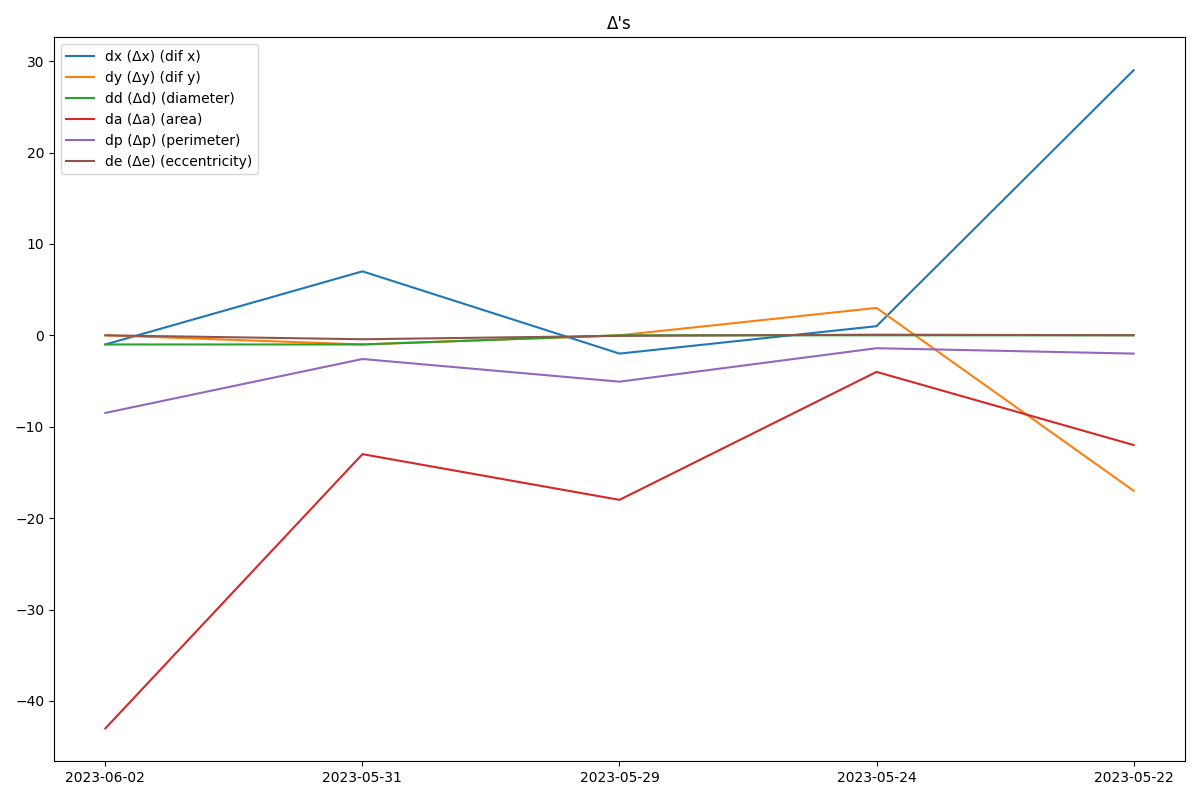 Δ's
dx (Δx) (dif x)
dy (Δy) (dif y)
dd (Δd) (diameter)
da (Δa) (area)
dp (Δp) (perimeter)
de (Δe) (eccentricity)
30
20
10
0
−10
−20
−30
−40
2023-06-02 2023-05-31 2023-05-29 2023-05-24 2023-05-22